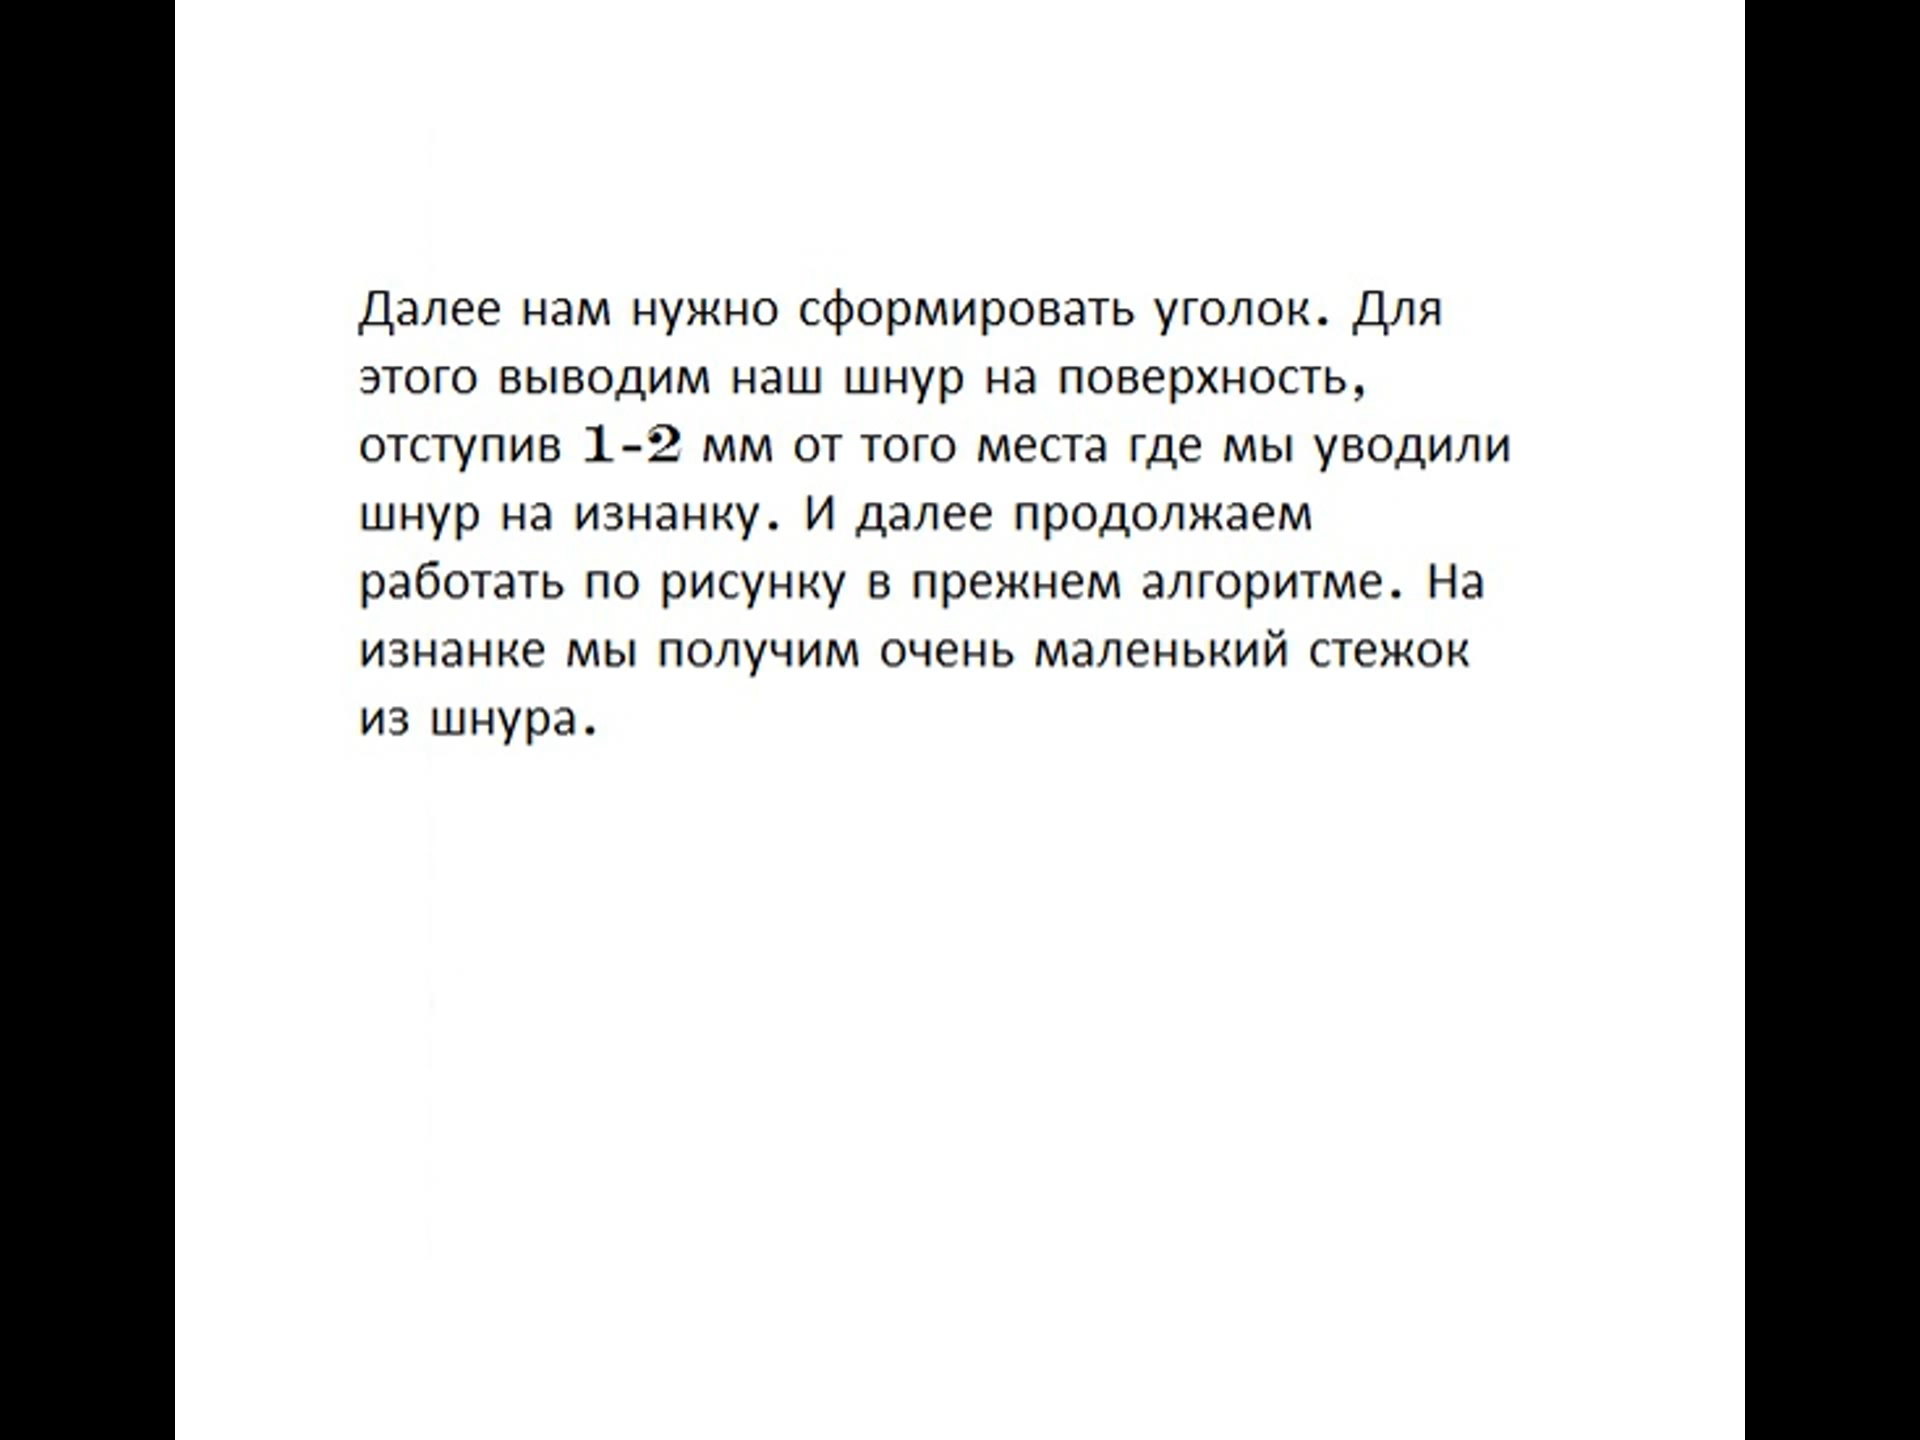 Далее нам нужно сформировать уголок. Для
этого выводим наш шнур на поверхность,
отступив 1-2 мм от того места где мы уводили
шнур на изнанку. И далее продолжаем
работать по рисунку в прежнем алгоритме. На
изнанке мы получим очень маленький стежок
из шнура.